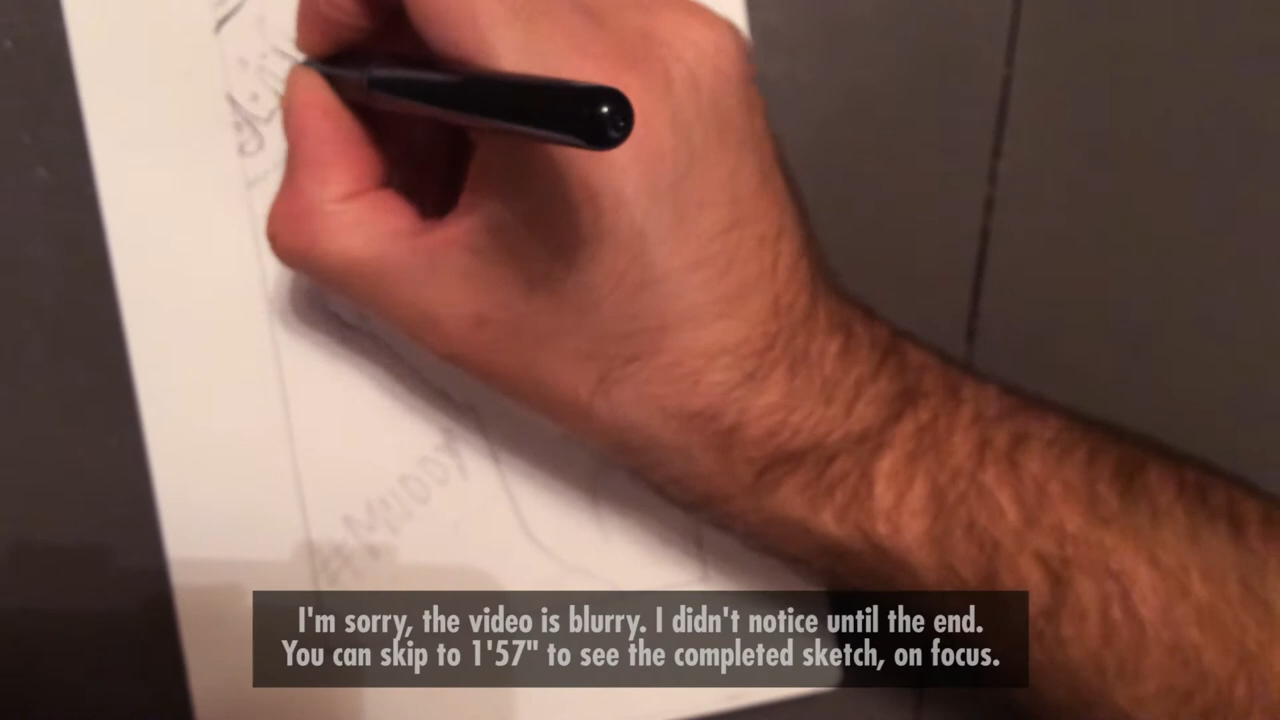 #MUDDY
I'm sorry, the video is blurry. I didn't notice until the end.
You can skip to 1'57" to see the completed sketch, on focus.